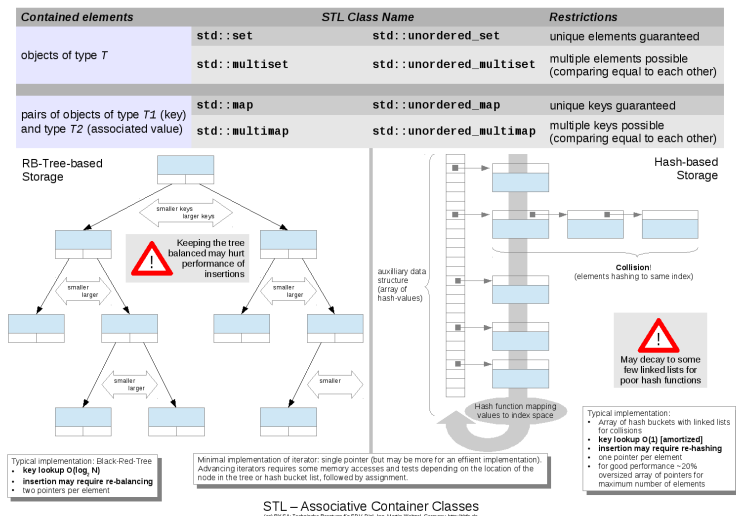 Contained elements STL Class Name Restrictions
objects of type T
std::set std::unordered_set unique elements guaranteed
std::multiset std::unordered_multiset multiple elements possible
(comparing equal to each other)
pairs of objects of type T1 (key)
and type T2 (associated value)
std::map std::unordered_map unique keys guaranteed
std::multimap std::unordered_multimap multiple keys possible
(comparing equal to each other)
RB-Tree-based
Storage
smaller keys
larger keys
!
Keeping the tree
balanced may hurt
performance of
insertions
smaller
larger
smaller
larger
smaller
larger
smaller
Typical implementation: Black-Red-Tree
• key lookup O(log2 N)
• insertion may require re-balancing
• two pointers per element
Hash-based
Storage
auxilliary data
structure
(array of
hash-values)
Collision!
(elements hashing to same index)
!
May decay to some
few linked lists for
poor hash functions
Hash function mapping
values to index space
Typical implementation:
• Array of hash buckets with linked lists
for collisions
• key lookup O(1) [amortized]
• insertion may require re-hashing
• one pointer per element
• for good performance ~20%
oversized array of pointers for
maximum number of elements
Minimal implementation of iterator: single pointer (but may be more for an effiient implementation).
Advancing iterators requires some memory accesses and tests depending on the location of the
node in the tree or hash bucket list, followed by assignment.
STL – Associative Container Classes